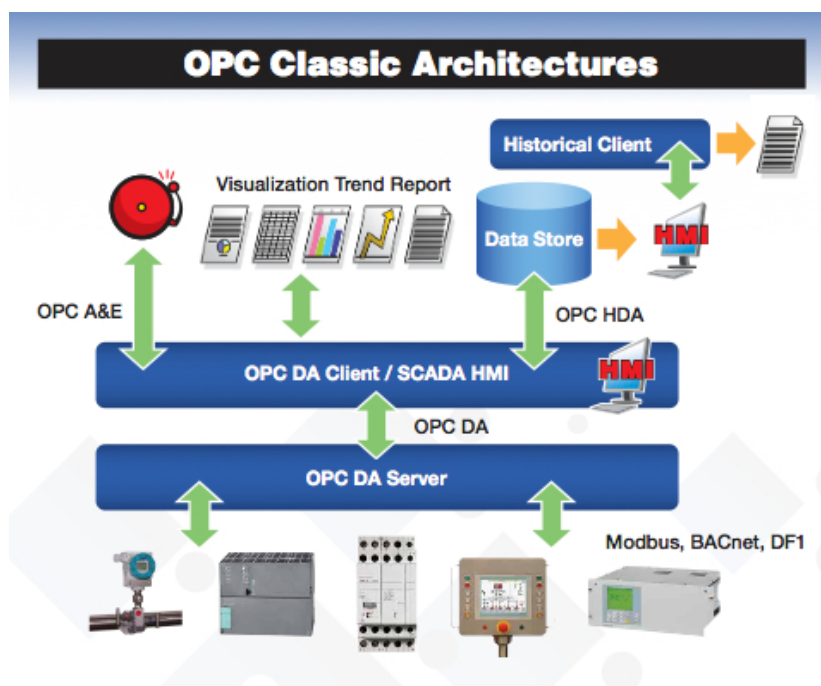 OPC Classic Architectures
Historical Client
Visualization Trend Report
Data Store
HMI
OPC A&E
OPC HDA
OPC DA Client / SCADA HMI
HMI
OPC DA
OPC DA Server
Modbus, BACnet, DF1